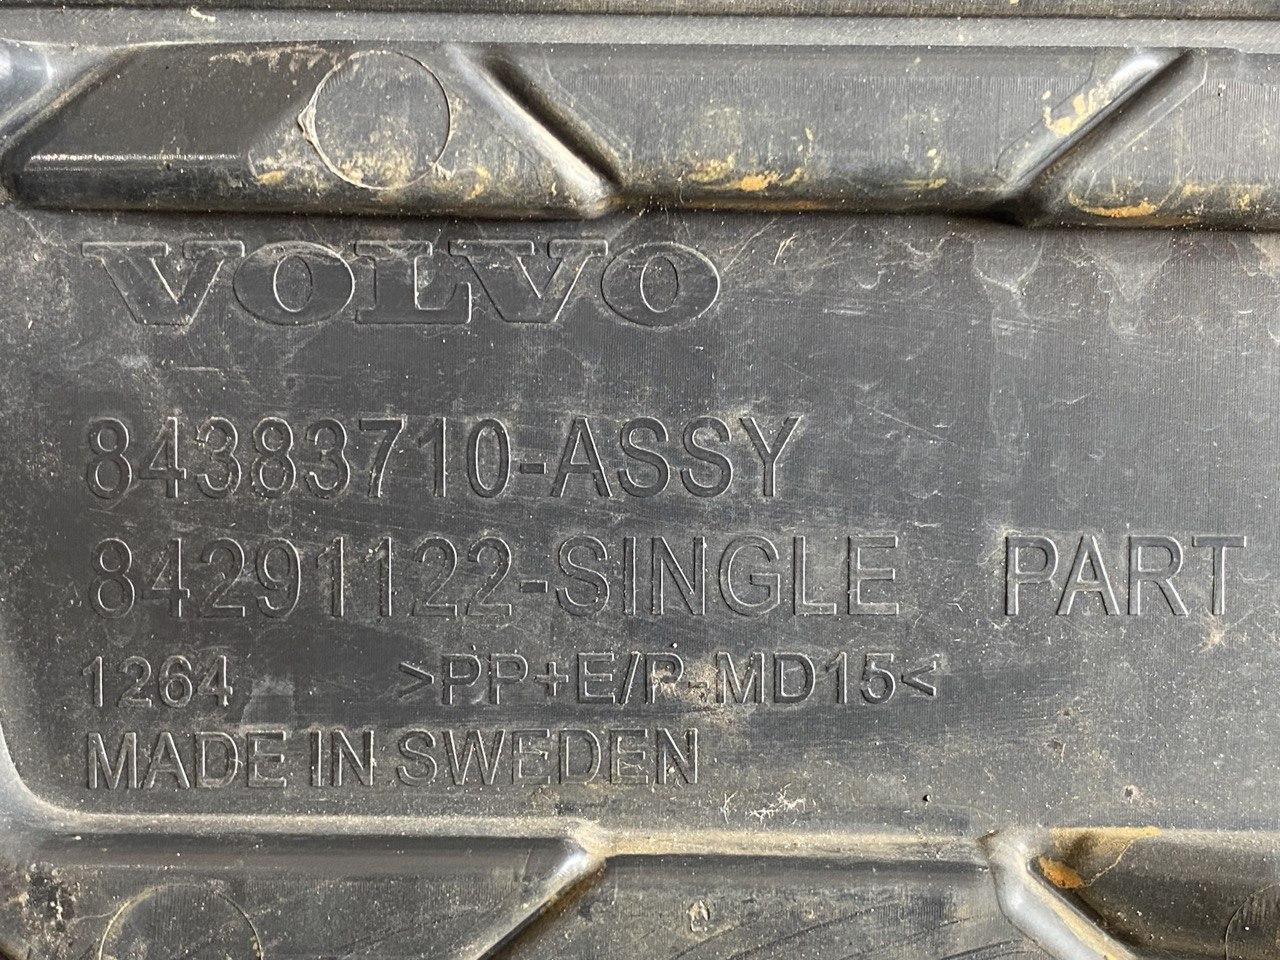 VOLVO
84383710-ASSY
84291122-SINGLE PART
1264 >PP+E/P-MD15<
MADE IN SWEDEN